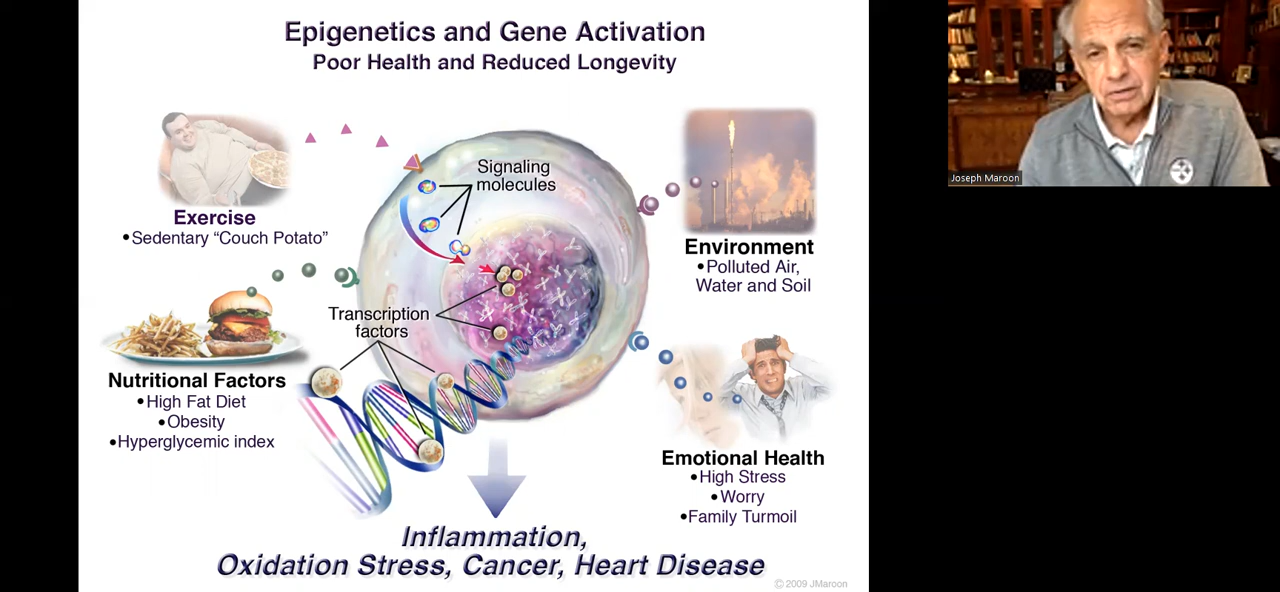 Epigenetics and Gene Activation
Poor Health and Reduced Longevity
Signaling
molecules
Exercise
•Sedentary “Couch Potato”
Environment
•Polluted Air,
Water and Soil
Transcription
factors
Nutritional Factors
•High Fat Diet
•Obesity
•Hyperglycemic index
Emotional Health
•High Stress
•Worry
•Family Turmoil
Inflammation,
Oxidation Stress, Cancer, Heart Disease
© 2009 JMaroon
Joseph Maroon